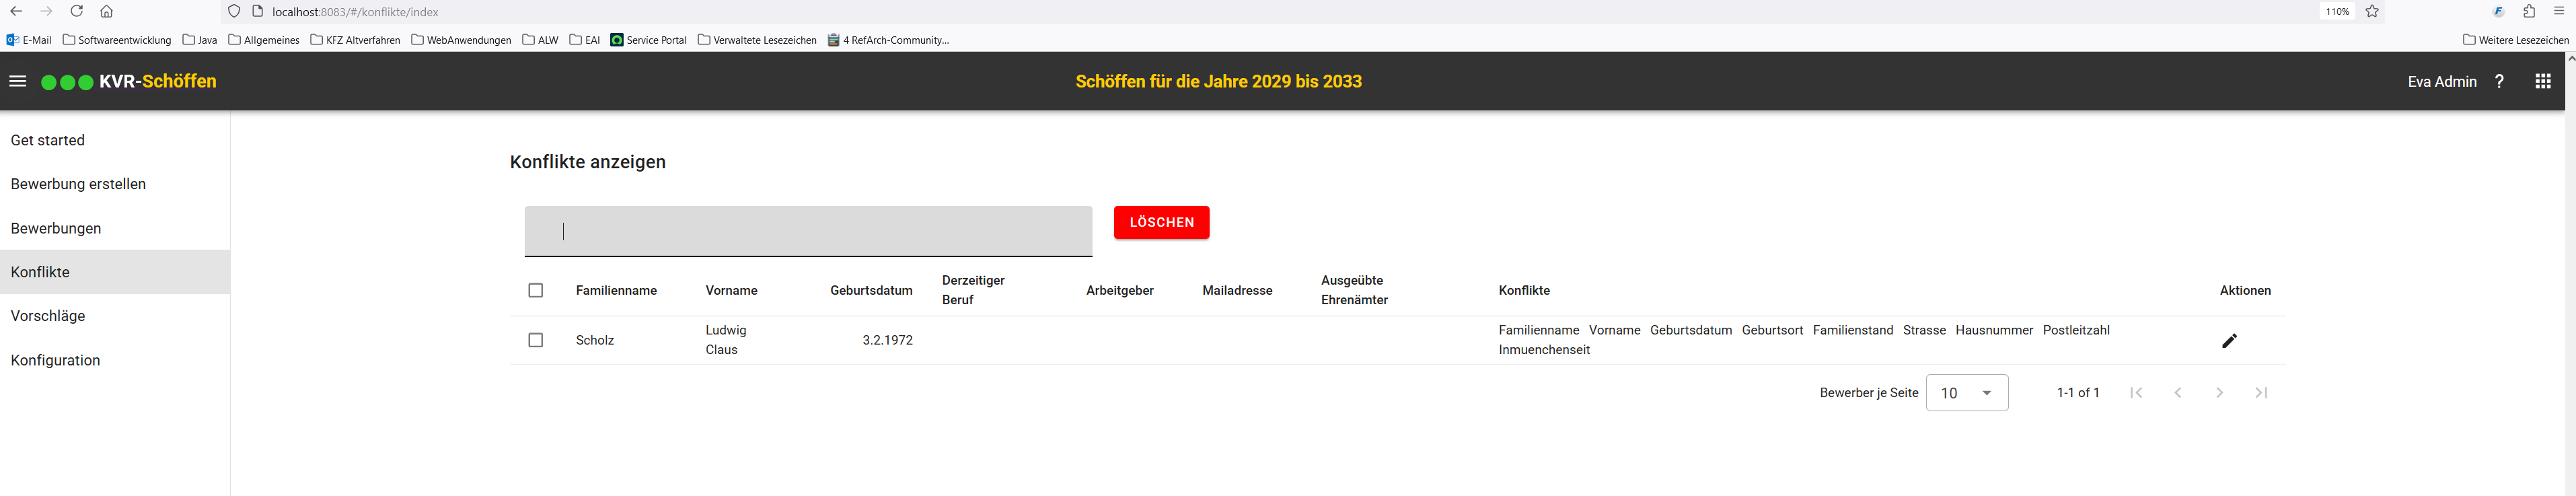 localhost:8083/#/konflikte/index 110%
E-Mail Softwareentwicklung Java Allgemeines KFZ Altverfahren WebAnwendungen ALW EAI Service Portal Verwaltete Lesezeichen 4 RefArch-Community... Weitere Lesezeichen
KVR-Schöffen Schöffen für die Jahre 2029 bis 2033 Eva Admin ?
Get started
Bewerbung erstellen
Bewerbungen
Konflikte
Vorschläge
Konfiguration
Konflikte anzeigen
LÖSCHEN
Familienname Vorname Geburtsdatum Derzeitiger Beruf Arbeitgeber Mailadresse Ausgeübte Ehrenämter Konflikte Aktionen
Scholz Ludwig Claus 3.2.1972 Familienname Vorname Geburtsdatum Geburtsort Familienstand Strasse Hausnummer Postleitzahl
Inmuenchenseit
Bewerber je Seite 10 1-1 of 1